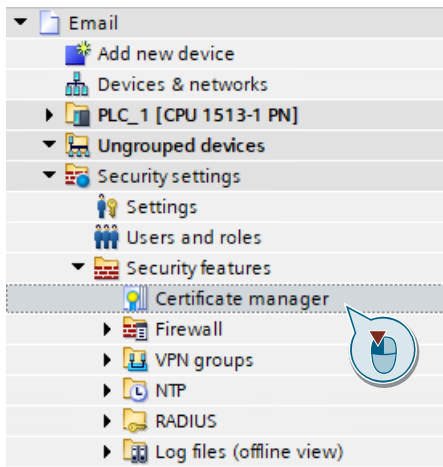 Email
Add new device
Devices & networks
PLC_1 [CPU 1513-1 PN]
Ungrouped devices
Security settings
Settings
Users and roles
Security features
Certificate manager
Firewall
VPN groups
NTP
RADIUS
Log files (offline view)